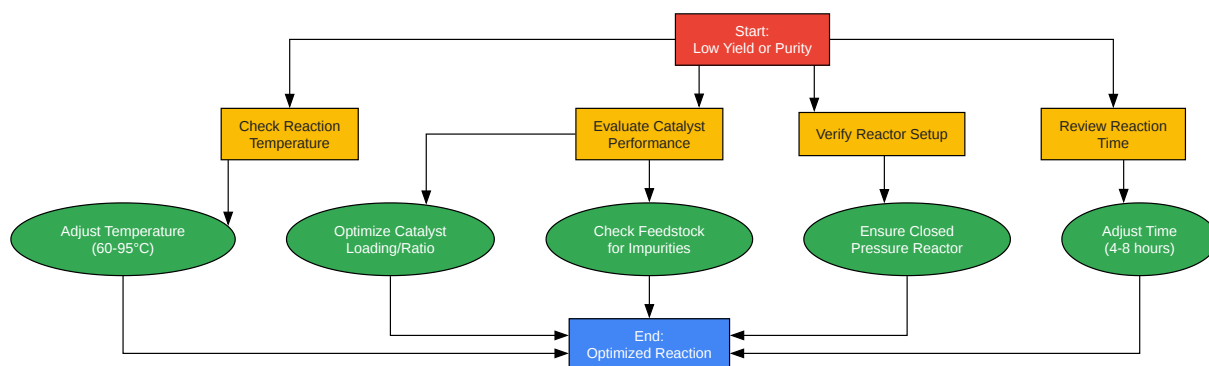 Start:
Low Yield or Purity
Check Reaction
Temperature
Evaluate Catalyst
Performance
Verify Reactor Setup
Review Reaction
Time
Adjust Temperature
(60-95°C)
Optimize Catalyst
Loading/Ratio
Check Feedstock
for Impurities
Ensure Closed
Pressure Reactor
Adjust Time
(4-8 hours)
End:
Optimized Reaction